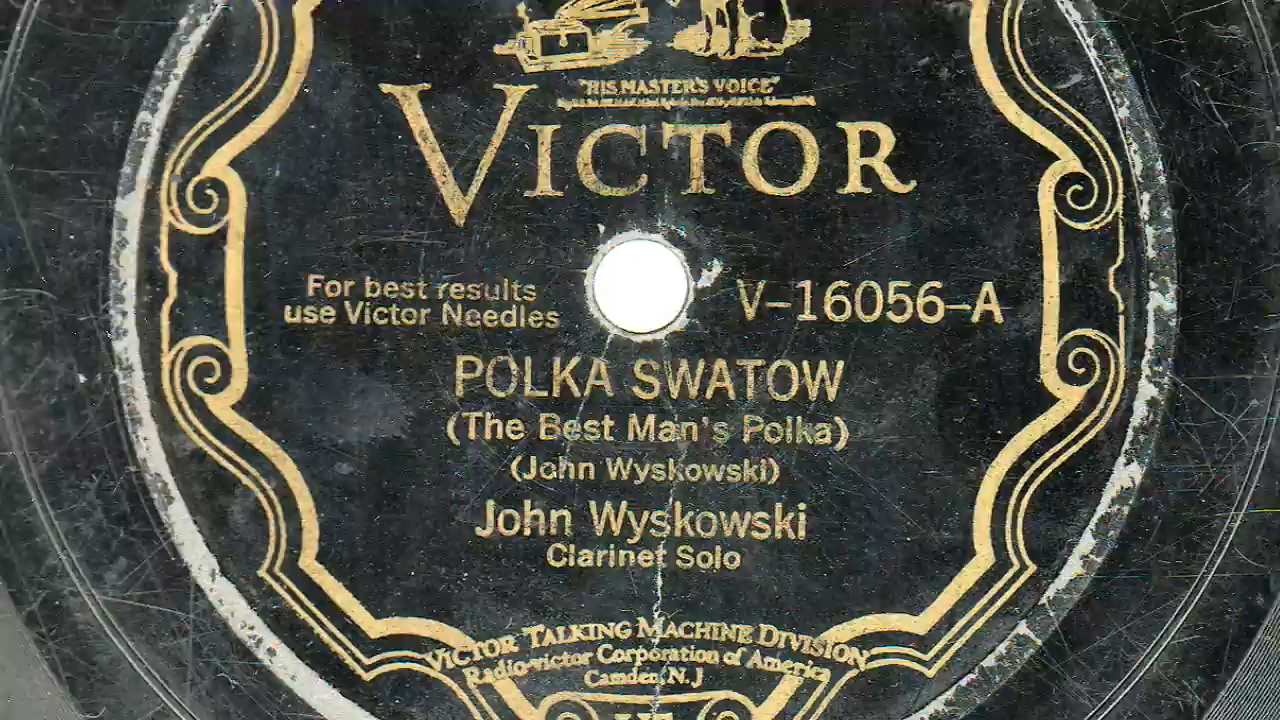 "HIS MASTER'S VOICE"
VICTOR
For best results
use Victor Needles
V-16056-A
POLKA SWATOW
(The Best Man's Polka)
(John Wyskowski)
John Wyskowski
Clarinet Solo
VICTOR TALKING MACHINE DIVISION
Radio-victor Corporation of America
Camden, N. J